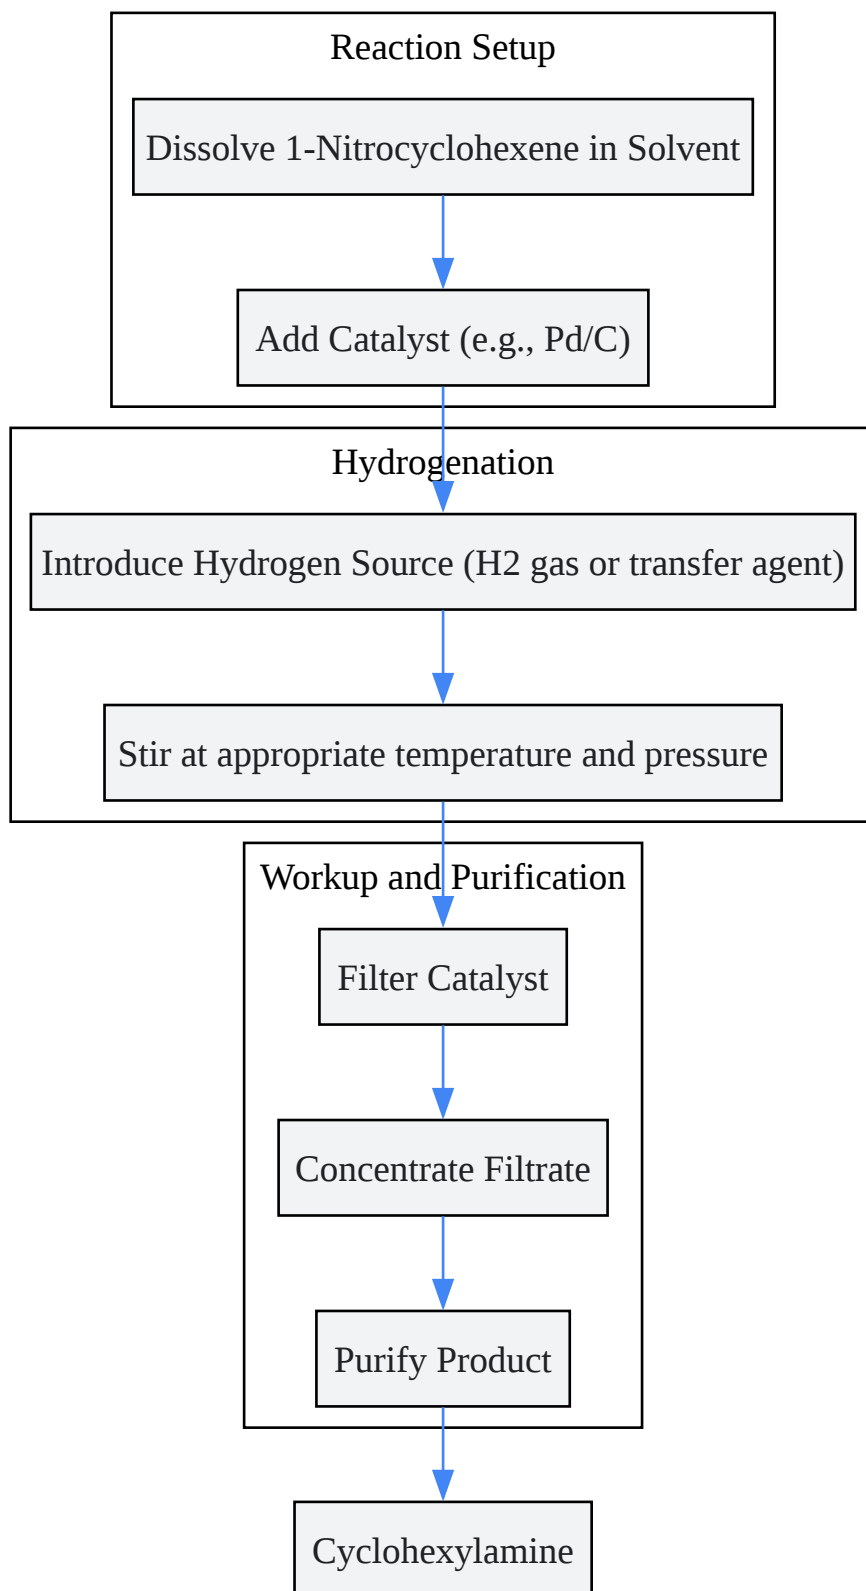 Reaction Setup
Dissolve 1-Nitrocyclohexene in Solvent
Add Catalyst (e.g., Pd/C)
Hydrogenation
Introduce Hydrogen Source (H2 gas or transfer agent)
Stir at appropriate temperature and pressure
Workup and Purification
Filter Catalyst
Concentrate Filtrate
Purify Product
Cyclohexylamine